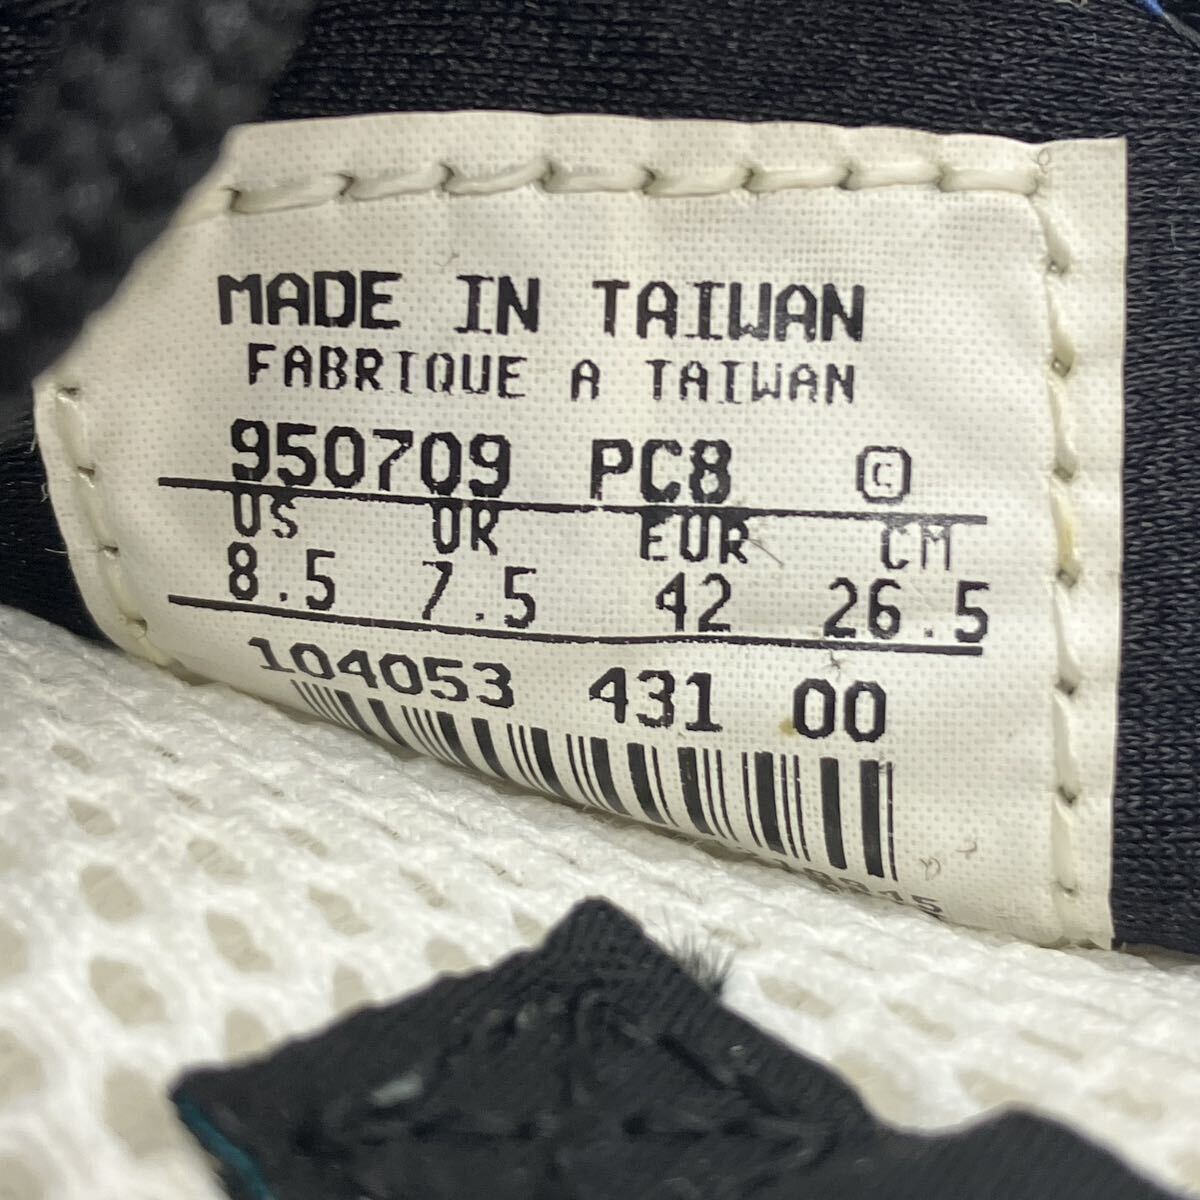 MADE IN TAIWAN
FABRIQUE A TAIWAN
950709 PC8 ©
US UK EUR CM
8.5 7.5 42 26.5
104053 431 00